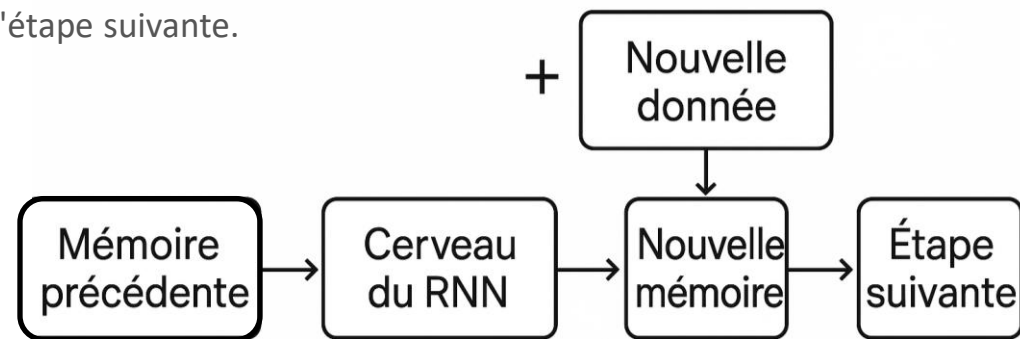 'étape suivante.
+
Nouvelle
donnée
Mémoire
précédente
Cerveau
du RNN
Nouvelle
mémoire
Étape
suivante